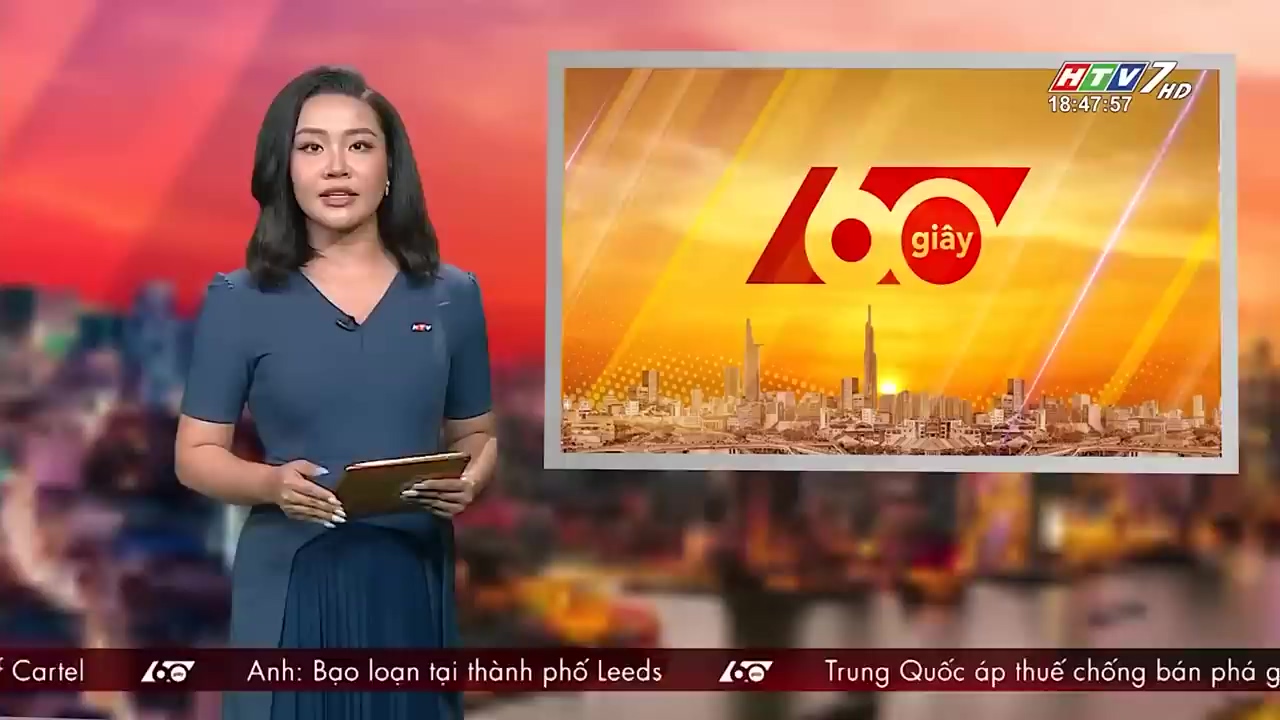 HTV7 HD
18:47:57
60 giây
HTV
Cartel
Anh: Bạo loạn tại thành phố Leeds
Trung Quốc áp thuế chống bán phá g